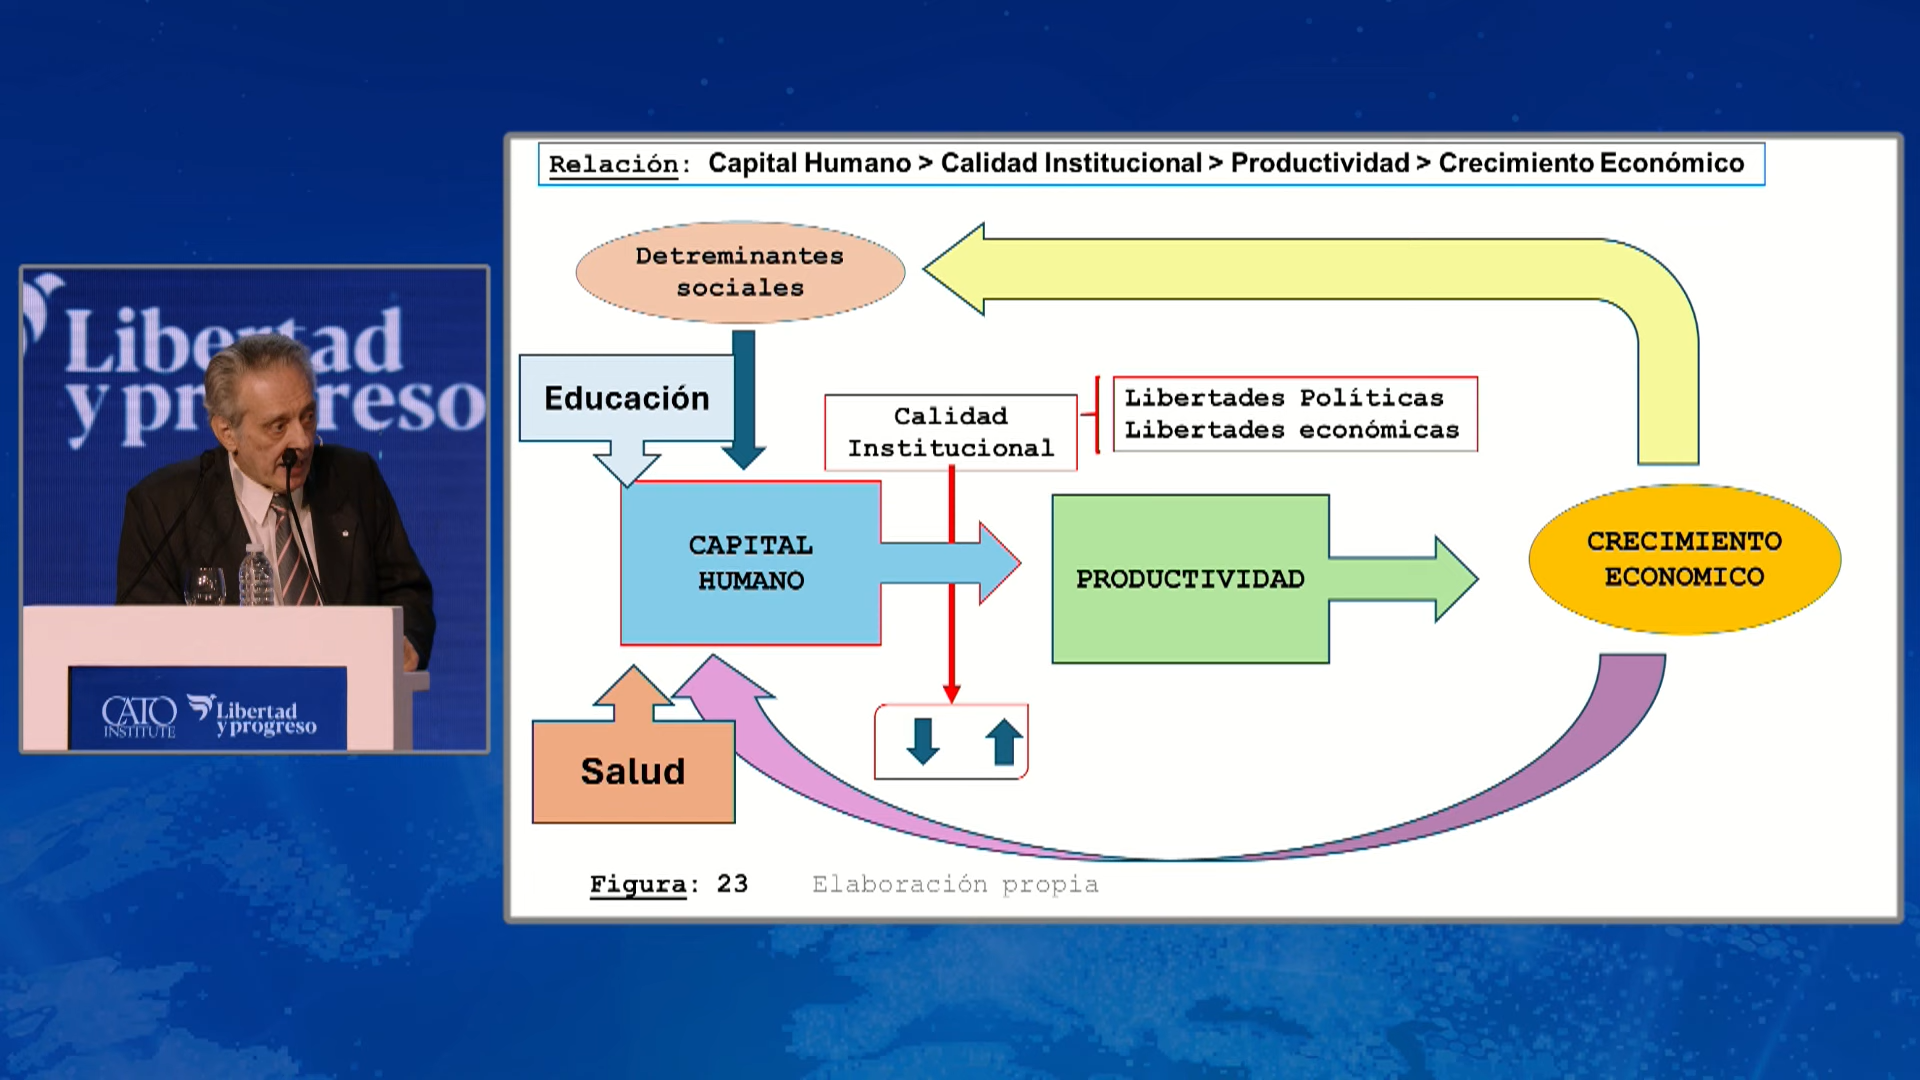 Relación: Capital Humano > Calidad Institucional > Productividad > Crecimiento Económico
Detreminantes
sociales
Educación
Calidad
Institucional
Libertades Políticas
Libertades económicas
CAPITAL
HUMANO
PRODUCTIVIDAD
CRECIMIENTO
ECONOMICO
Salud
Figura: 23 Elaboración propia
Libertad
y progreso
CATO
INSTITUTE
Libertad
y progreso